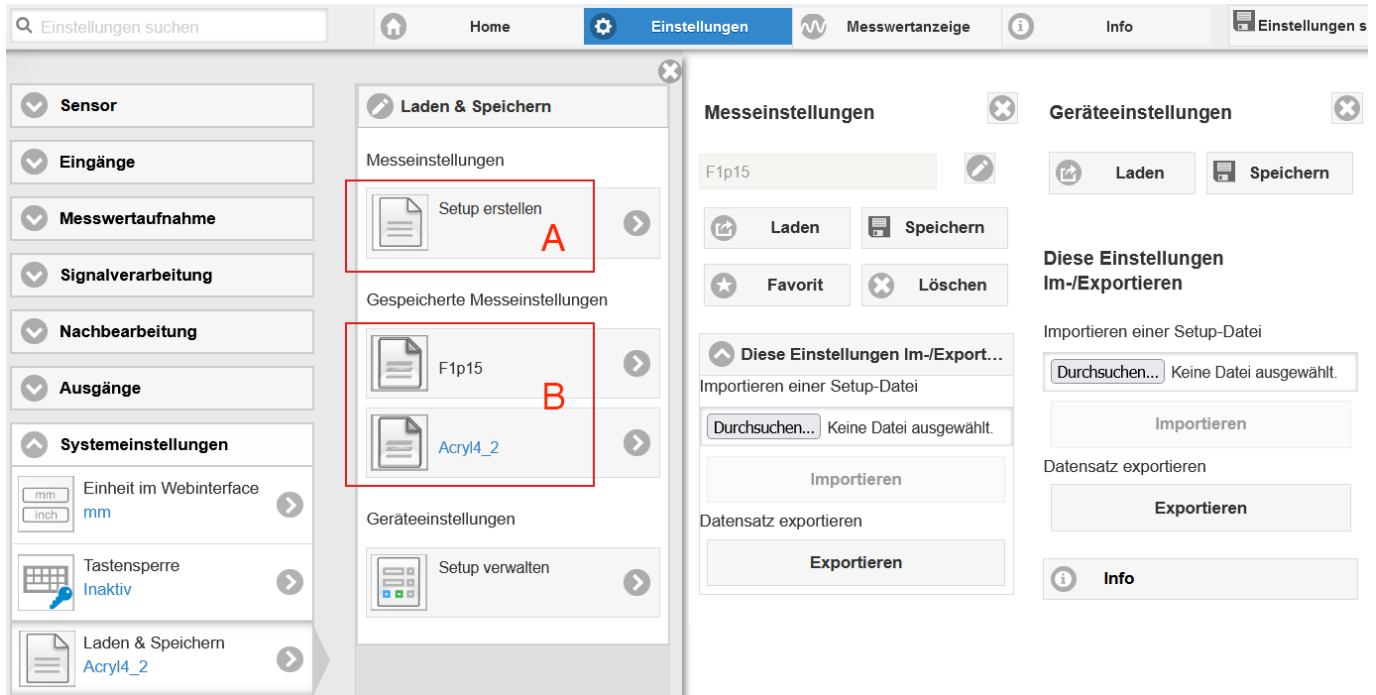 Einstellungen suchen
Home
Einstellungen
Messwertanzeige
Info
Einstellungen s
Sensor
Eingänge
Messwertaufnahme
Signalverarbeitung
Nachbearbeitung
Ausgänge
Systemeinstellungen
mm
inch
Einheit im Webinterface
mm
Tastensperre
Inaktiv
Laden & Speichern
Acryl4_2
Laden & Speichern
Messeinstellungen
Setup erstellen
A
Gespeicherte Messeinstellungen
F1p15
B
Acryl4_2
Geräteeinstellungen
Setup verwalten
Messeinstellungen
F1p15
Laden
Speichern
Favorit
Löschen
Diese Einstellungen Im-/Export...
Importieren einer Setup-Datei
Durchsuchen... Keine Datei ausgewählt.
Importieren
Datensatz exportieren
Exportieren
Geräteeinstellungen
Laden
Speichern
Diese Einstellungen
Im-/Exportieren
Importieren einer Setup-Datei
Durchsuchen... Keine Datei ausgewählt.
Importieren
Datensatz exportieren
Exportieren
Info